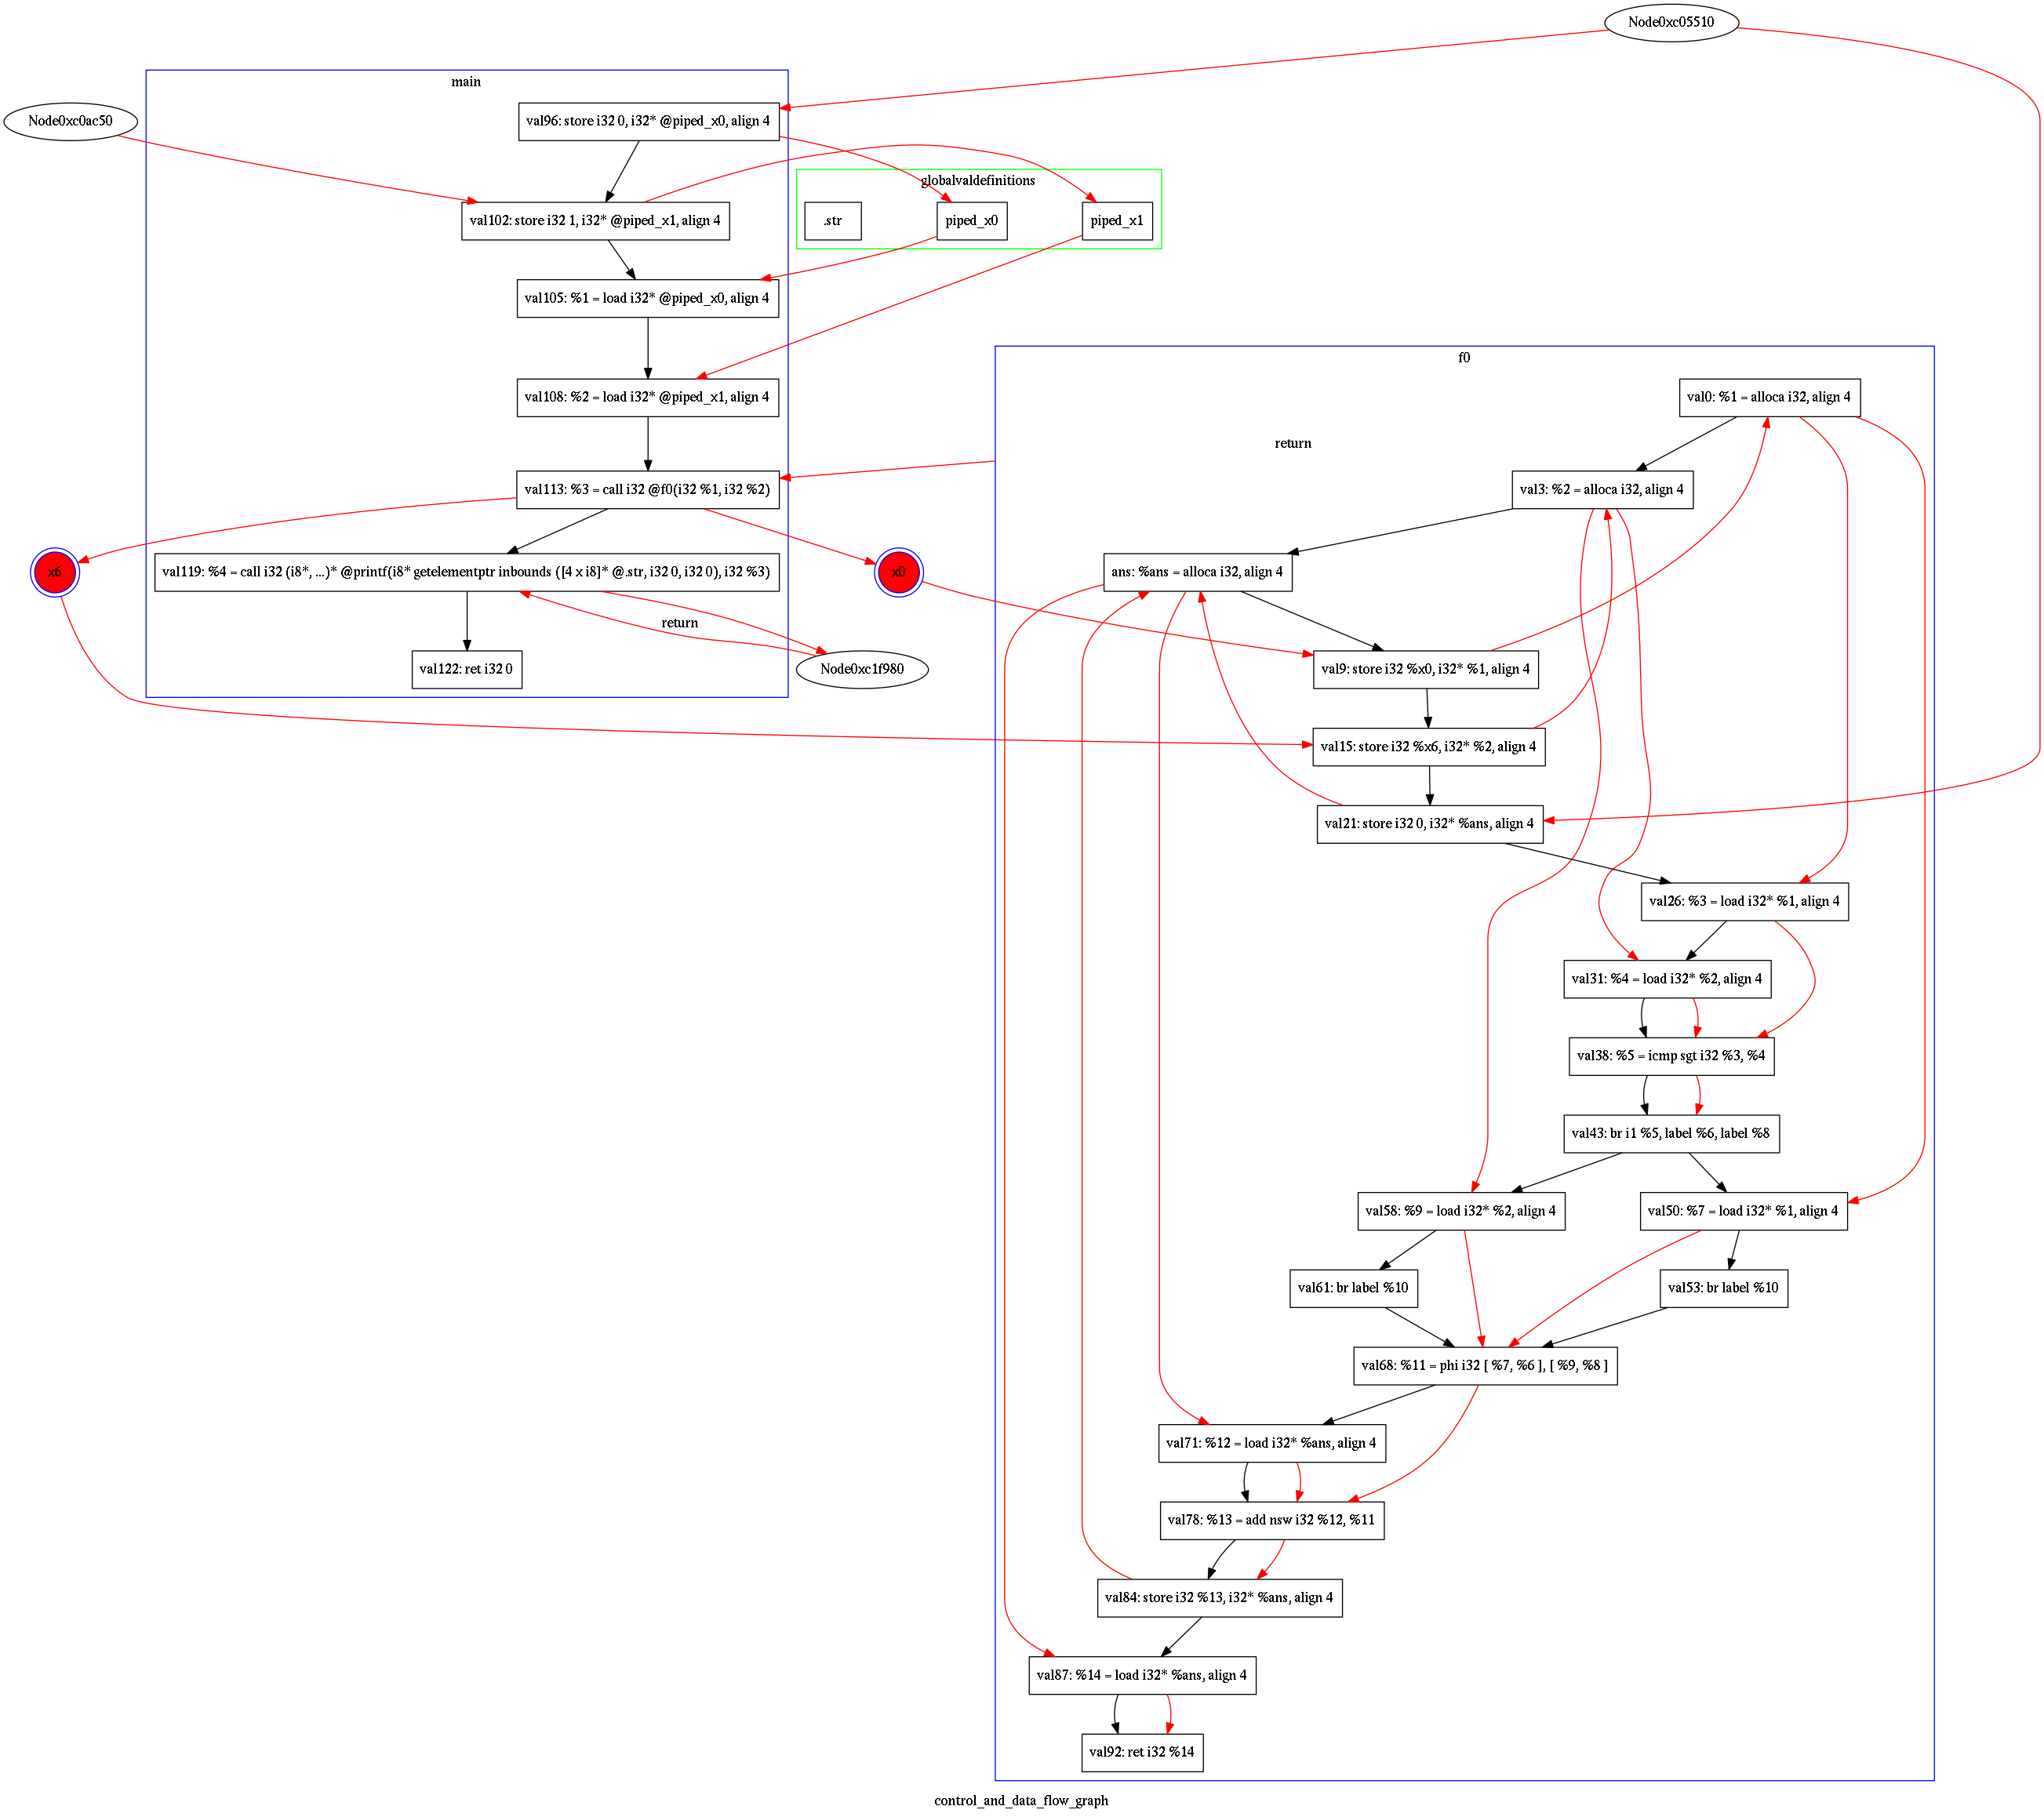 Node0xc05510
main
Node0xc0ac50
val96: store i32 0, i32* @piped_x0, align 4
globalvaldefinitions
val102: store i32 1, i32* @piped_x1, align 4
.str
piped_x0
piped_x1
val105: %1 = load i32* @piped_x0, align 4
f0
val108: %2 = load i32* @piped_x1, align 4
val0: %1 = alloca i32, align 4
return
val113: %3 = call i32 @f0(i32 %1, i32 %2)
val3: %2 = alloca i32, align 4
x6
val119: %4 = call i32 (i8*, ...)* @printf(i8* getelementptr inbounds ([4 x i8]* @.str, i32 0, i32 0), i32 %3)
x0
ans: %ans = alloca i32, align 4
return
val122: ret i32 0
Node0xc1f980
val9: store i32 %x0, i32* %1, align 4
val15: store i32 %x6, i32* %2, align 4
val21: store i32 0, i32* %ans, align 4
val26: %3 = load i32* %1, align 4
val31: %4 = load i32* %2, align 4
val38: %5 = icmp sgt i32 %3, %4
val43: br i1 %5, label %6, label %8
val58: %9 = load i32* %2, align 4
val50: %7 = load i32* %1, align 4
val61: br label %10
val53: br label %10
val68: %11 = phi i32 [ %7, %6 ], [ %9, %8 ]
val71: %12 = load i32* %ans, align 4
val78: %13 = add nsw i32 %12, %11
val84: store i32 %13, i32* %ans, align 4
val87: %14 = load i32* %ans, align 4
val92: ret i32 %14
control_and_data_flow_graph